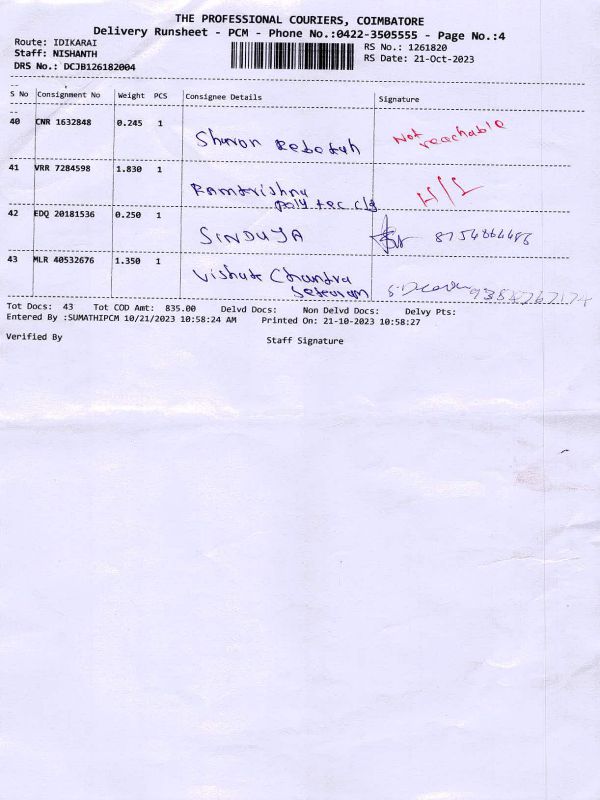 THE PROFESSIONAL COURIERS, COIMBATORE
Delivery Runsheet - PCM - Phone No.:0422-3505555 - Page No.:4
Route: IDIKARAI
Staff: NISHANTH
DRS No.: DCJB126182004
RS No.: 1261820
RS Date: 21-Oct-2023
S No Consignment No Weight PCS Consignee Details Signature
40 CNR 1632848 0.245 1 Sharon Rebekah Not reachable
41 VRR 7284598 1.830 1 Ramkrishna poly tec clg H/L
42 EDQ 20181536 0.250 1 SINDUJA
43 MLR 40532676 1.350 1 Chandra
Tot Docs: 43 Tot COD Amt: 835.00 Delvd Docs: Non Delvd Docs: Delvy Pts:
Entered By :SUMATHIPCM 10/21/2023 10:58:24 AM Printed On: 21-10-2023 10:58:27
Verified By Staff Signature